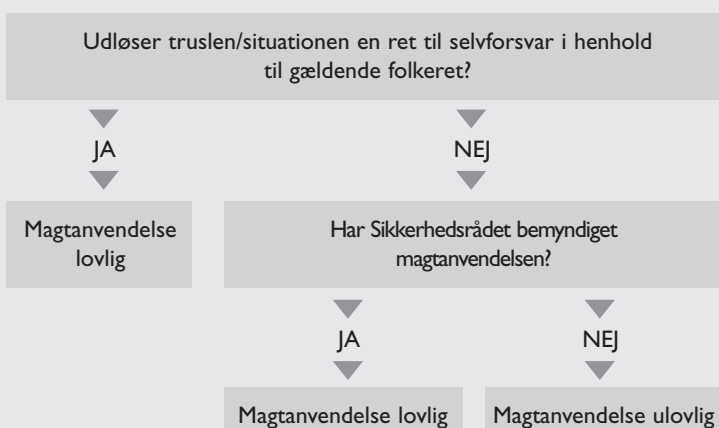 Udløser truslen/situationen en ret til selvforsvar i henhold
til gældende folkeret?
JA
NEJ
Magtanvendelse
lovlig
Har Sikkerhedsrådet bemyndiget
magtanvendelsen?
JA
NEJ
Magtanvendelse lovlig
Magtanvendelse ulovlig